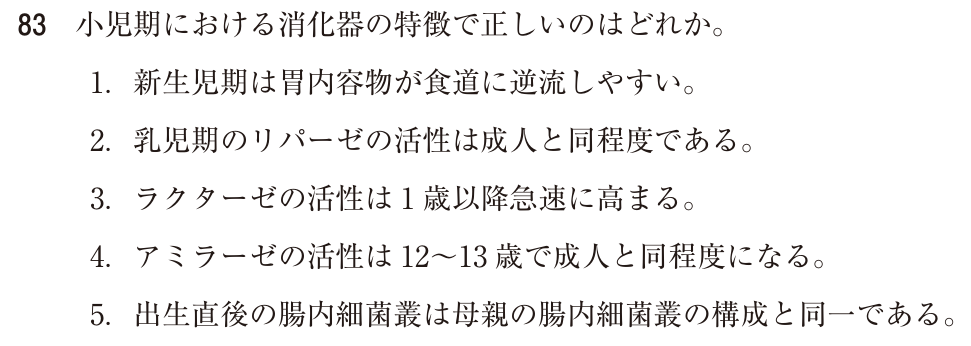 83 小児期における消化器の特徴で正しいのはどれか。
1. 新生児期は胃内容物が食道に逆流しやすい。
2. 乳児期のリパーゼの活性は成人と同程度である。
3. ラクターゼの活性は1歳以降急速に高まる。
4. アミラーゼの活性は12〜13歳で成人と同程度になる。
5. 出生直後の腸内細菌叢は母親の腸内細菌叢の構成と同一である。